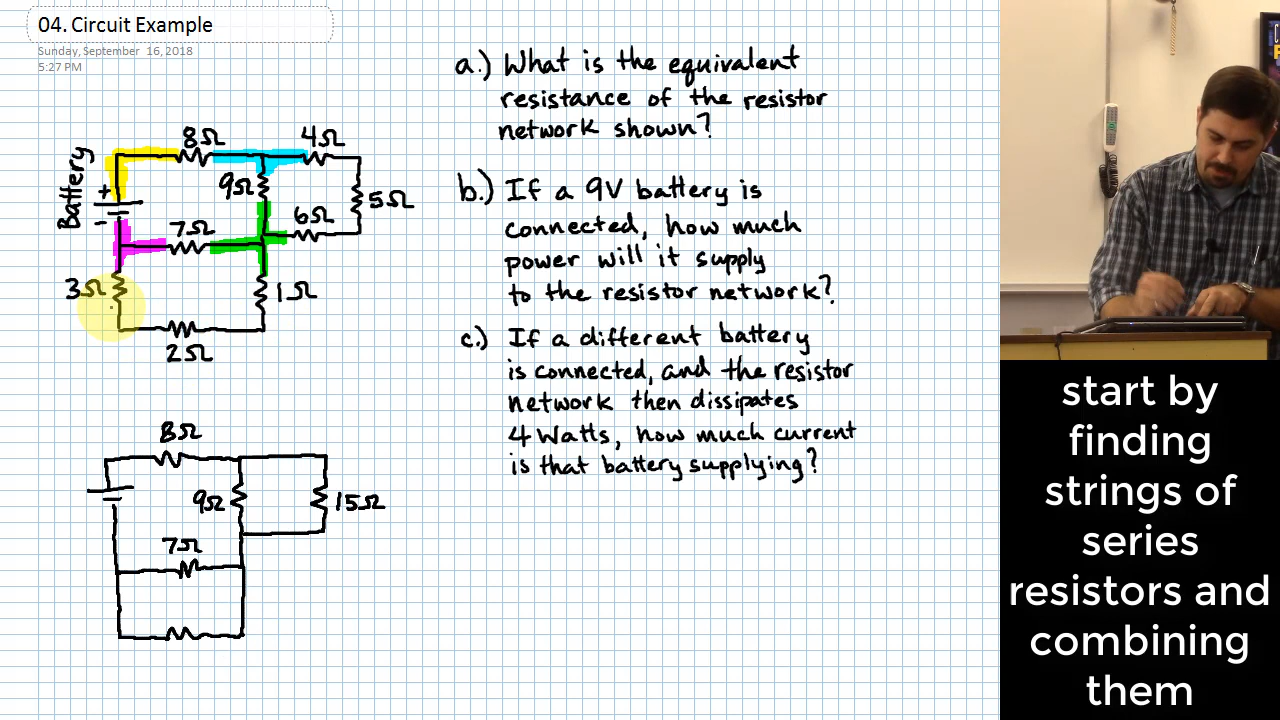 04. Circuit Example
Sunday, September 16, 2018
5:27 PM
Battery
+
-
8Ω
4Ω
9Ω
5Ω
6Ω
7Ω
3Ω
1Ω
2Ω
8Ω
9Ω
15Ω
7Ω
a.) What is the equivalent
resistance of the resistor
network shown?
b.) If a 9V battery is
connected, how much
power will it supply
to the resistor network?
c.) If a different battery
is connected, and the resistor
network then dissipates
4 Watts, how much current
is that battery supplying?
start by
finding
strings of
series
resistors and
combining
them